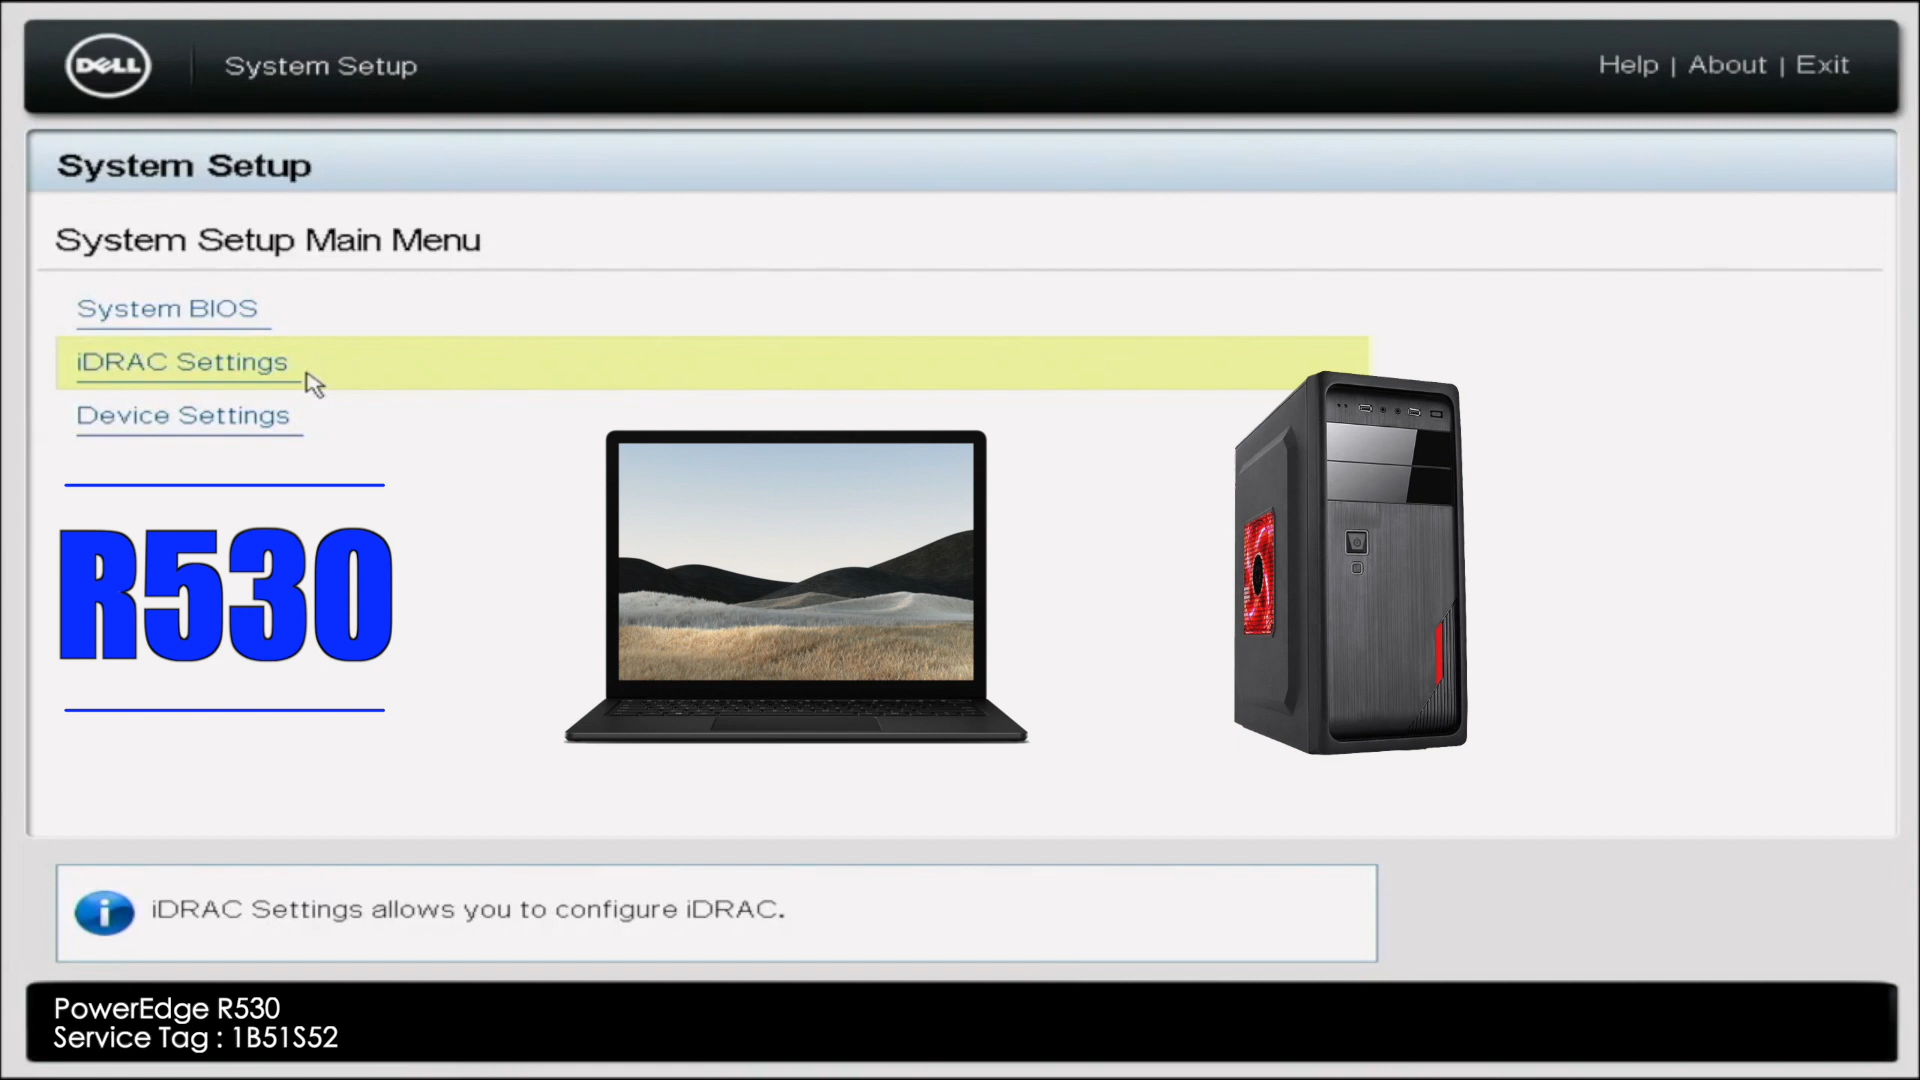 DELL
System Setup
Help | About | Exit
System Setup
System Setup Main Menu
System BIOS
iDRAC Settings
Device Settings
R530
i
iDRAC Settings allows you to configure iDRAC.
PowerEdge R530
Service Tag : 1B51S52